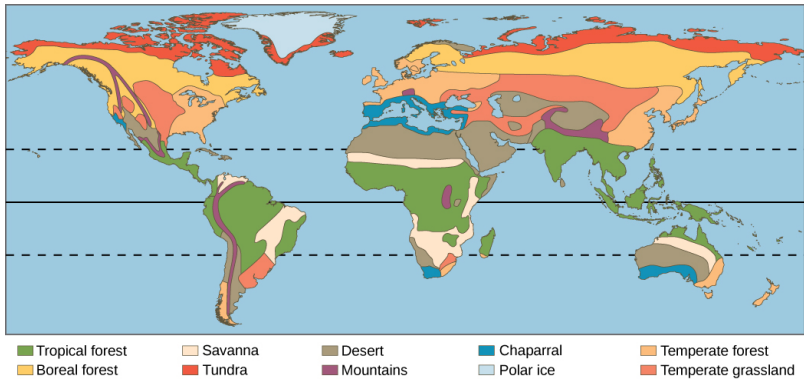 Tropical forest Savanna Desert Chaparral Temperate forest
Boreal forest Tundra Mountains Polar ice Temperate grassland